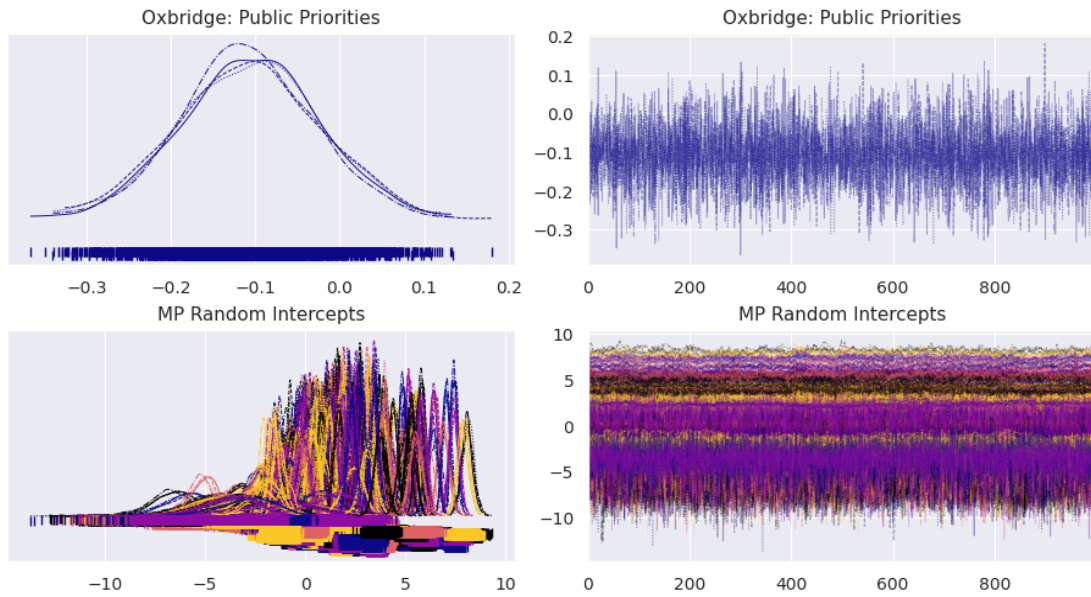 Oxbridge: Public Priorities
−0.3 −0.2 −0.1 0.0 0.1 0.2
Oxbridge: Public Priorities
0.2
0.1
0.0
−0.1
−0.2
−0.3
0 200 400 600 800
MP Random Intercepts
−10 −5 0 5 10
MP Random Intercepts
10
5
0
−5
−10
0 200 400 600 800